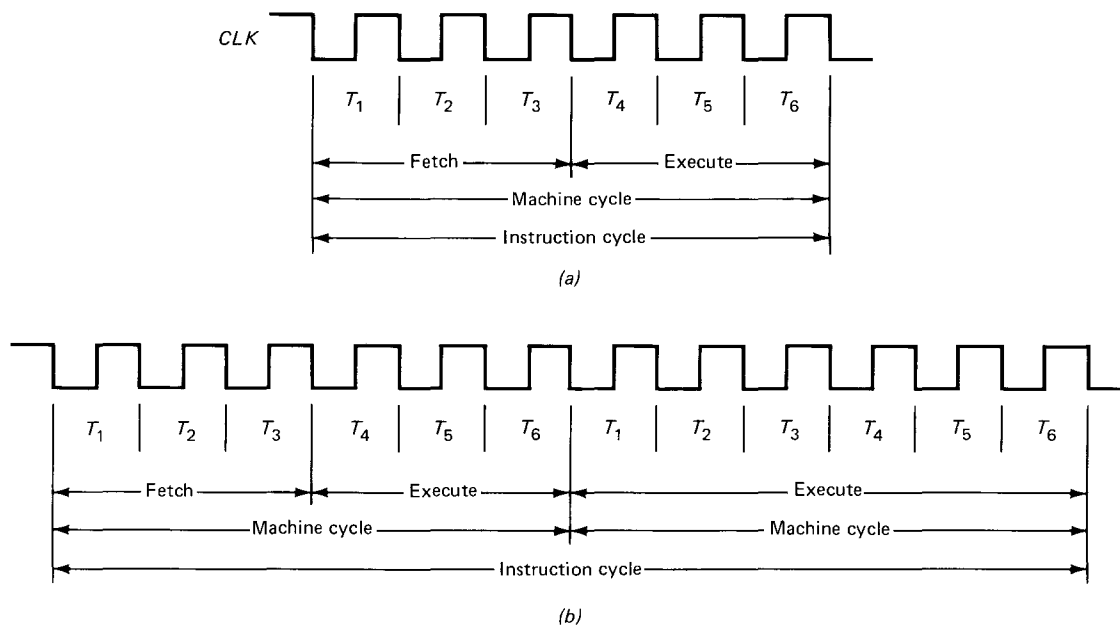 CLK
T1 T2 T3 T4 T5 T6
Fetch Execute
Machine cycle
Instruction cycle
(a)
T1 T2 T3 T4 T5 T6 T1 T2 T3 T4 T5 T6
Fetch Execute Execute
Machine cycle Machine cycle
Instruction cycle
(b)